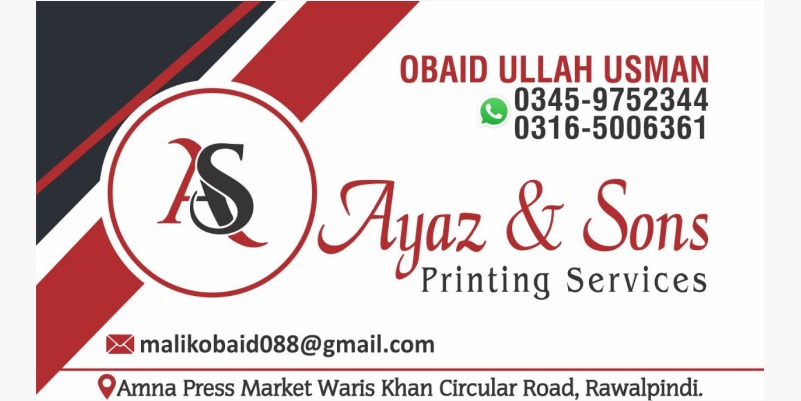 OBAID ULLAH USMAN
0345-9752344
0316-5006361
AS
Ayaz & Sons
Printing Services
malikobaid088@gmail.com
Amna Press Market Waris Khan Circular Road, Rawalpindi.